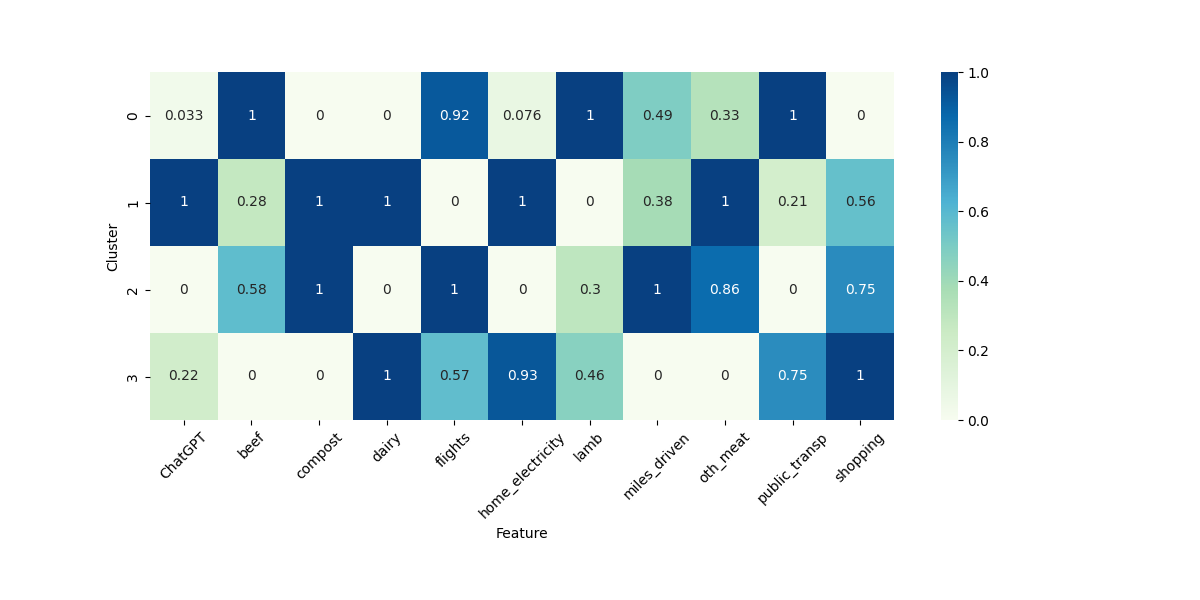 0 0.033 1 0 0 0.92 0.076 1 0.49 0.33 1 0
1 1 0.28 1 1 0 1 0 0.38 1 0.21 0.56
2 0 0.58 1 0 1 0 0.3 1 0.86 0 0.75
3 0.22 0 0 1 0.57 0.93 0.46 0 0 0.75 1
Cluster
ChatGPT beef compost dairy flights home_electricity lamb miles_driven oth_meat public_transp shopping
Feature
1.0
0.8
0.6
0.4
0.2
0.0